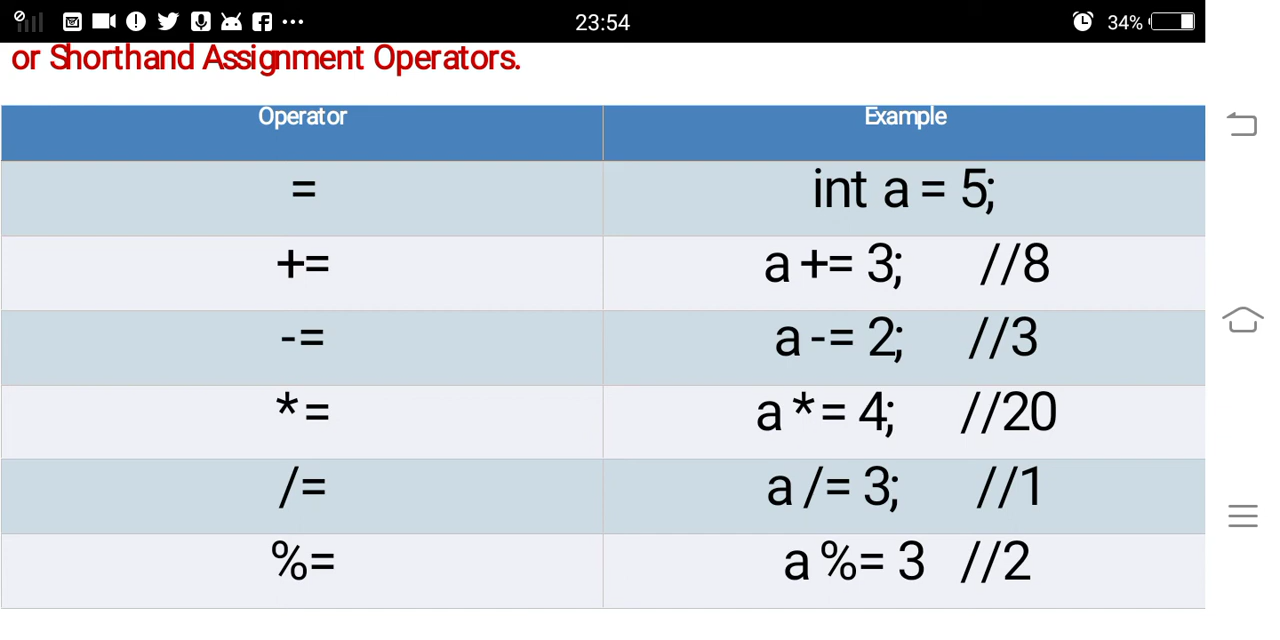 23:54
34%
or Shorthand Assignment Operators.
Operator Example
= int a = 5;
+= a += 3; //8
-= a -= 2; //3
*= a *= 4; //20
/= a /= 3; //1
%= a %= 3 //2